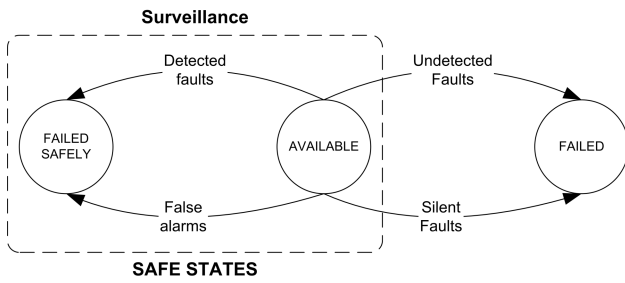 Surveillance
Detected
faults
Undetected
Faults
FAILED
SAFELY
AVAILABLE
FAILED
False
alarms
Silent
Faults
SAFE STATES